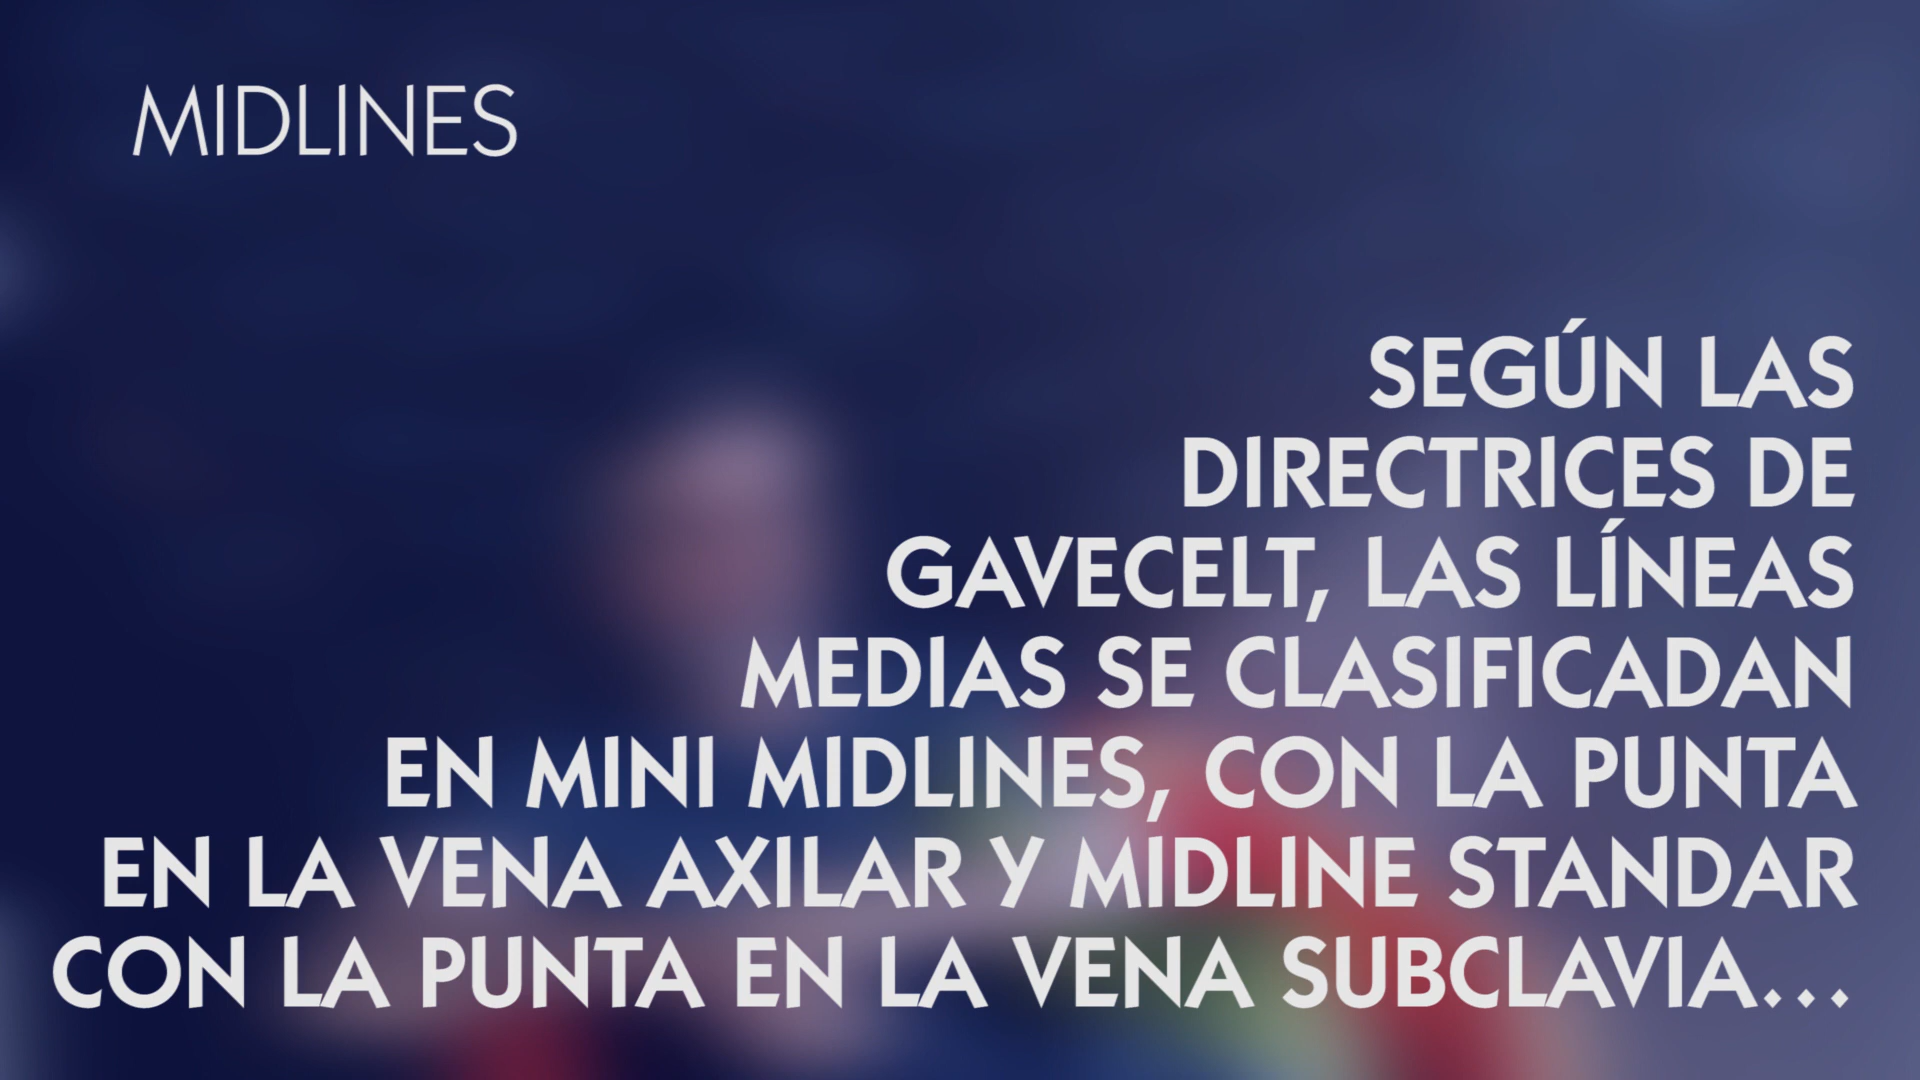 MIDLINES
SEGÚN LAS
DIRECTRICES DE
GAVECELT, LAS LÍNEAS
MEDIAS SE CLASIFICADAN
EN MINI MIDLINES, CON LA PUNTA
EN LA VENA AXILAR Y MIDLINE STANDAR
CON LA PUNTA EN LA VENA SUBCLAVIA...